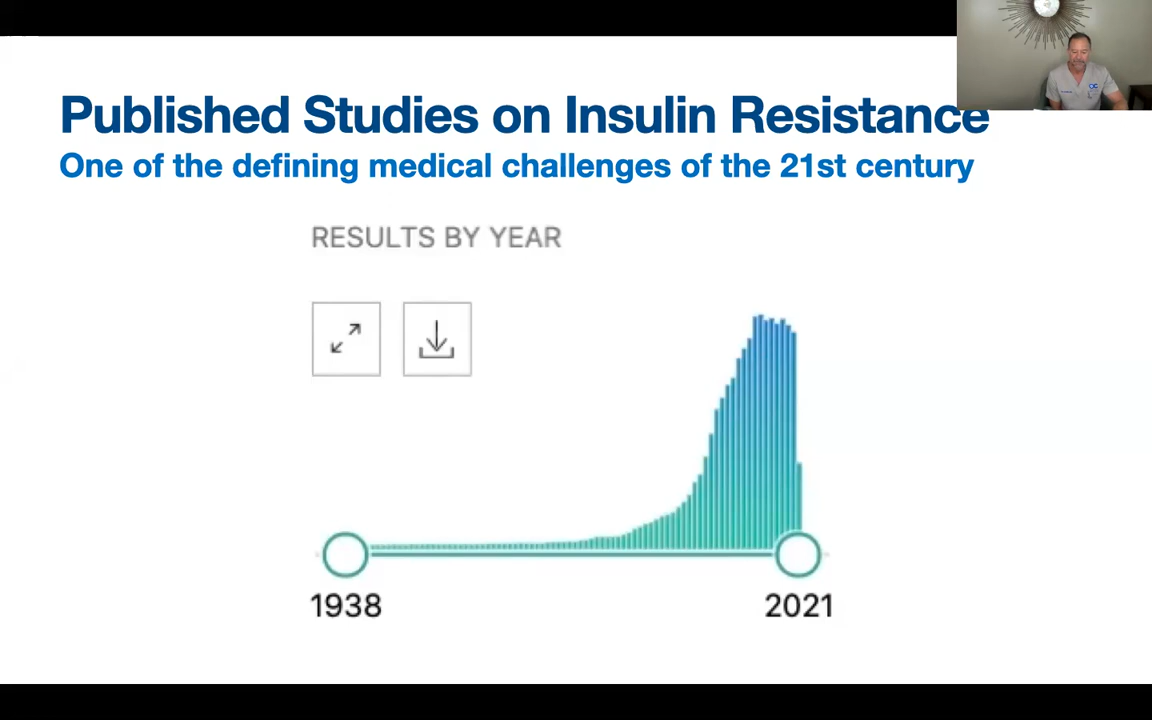 Published Studies on Insulin Resistance
One of the defining medical challenges of the 21st century
RESULTS BY YEAR
1938
2021